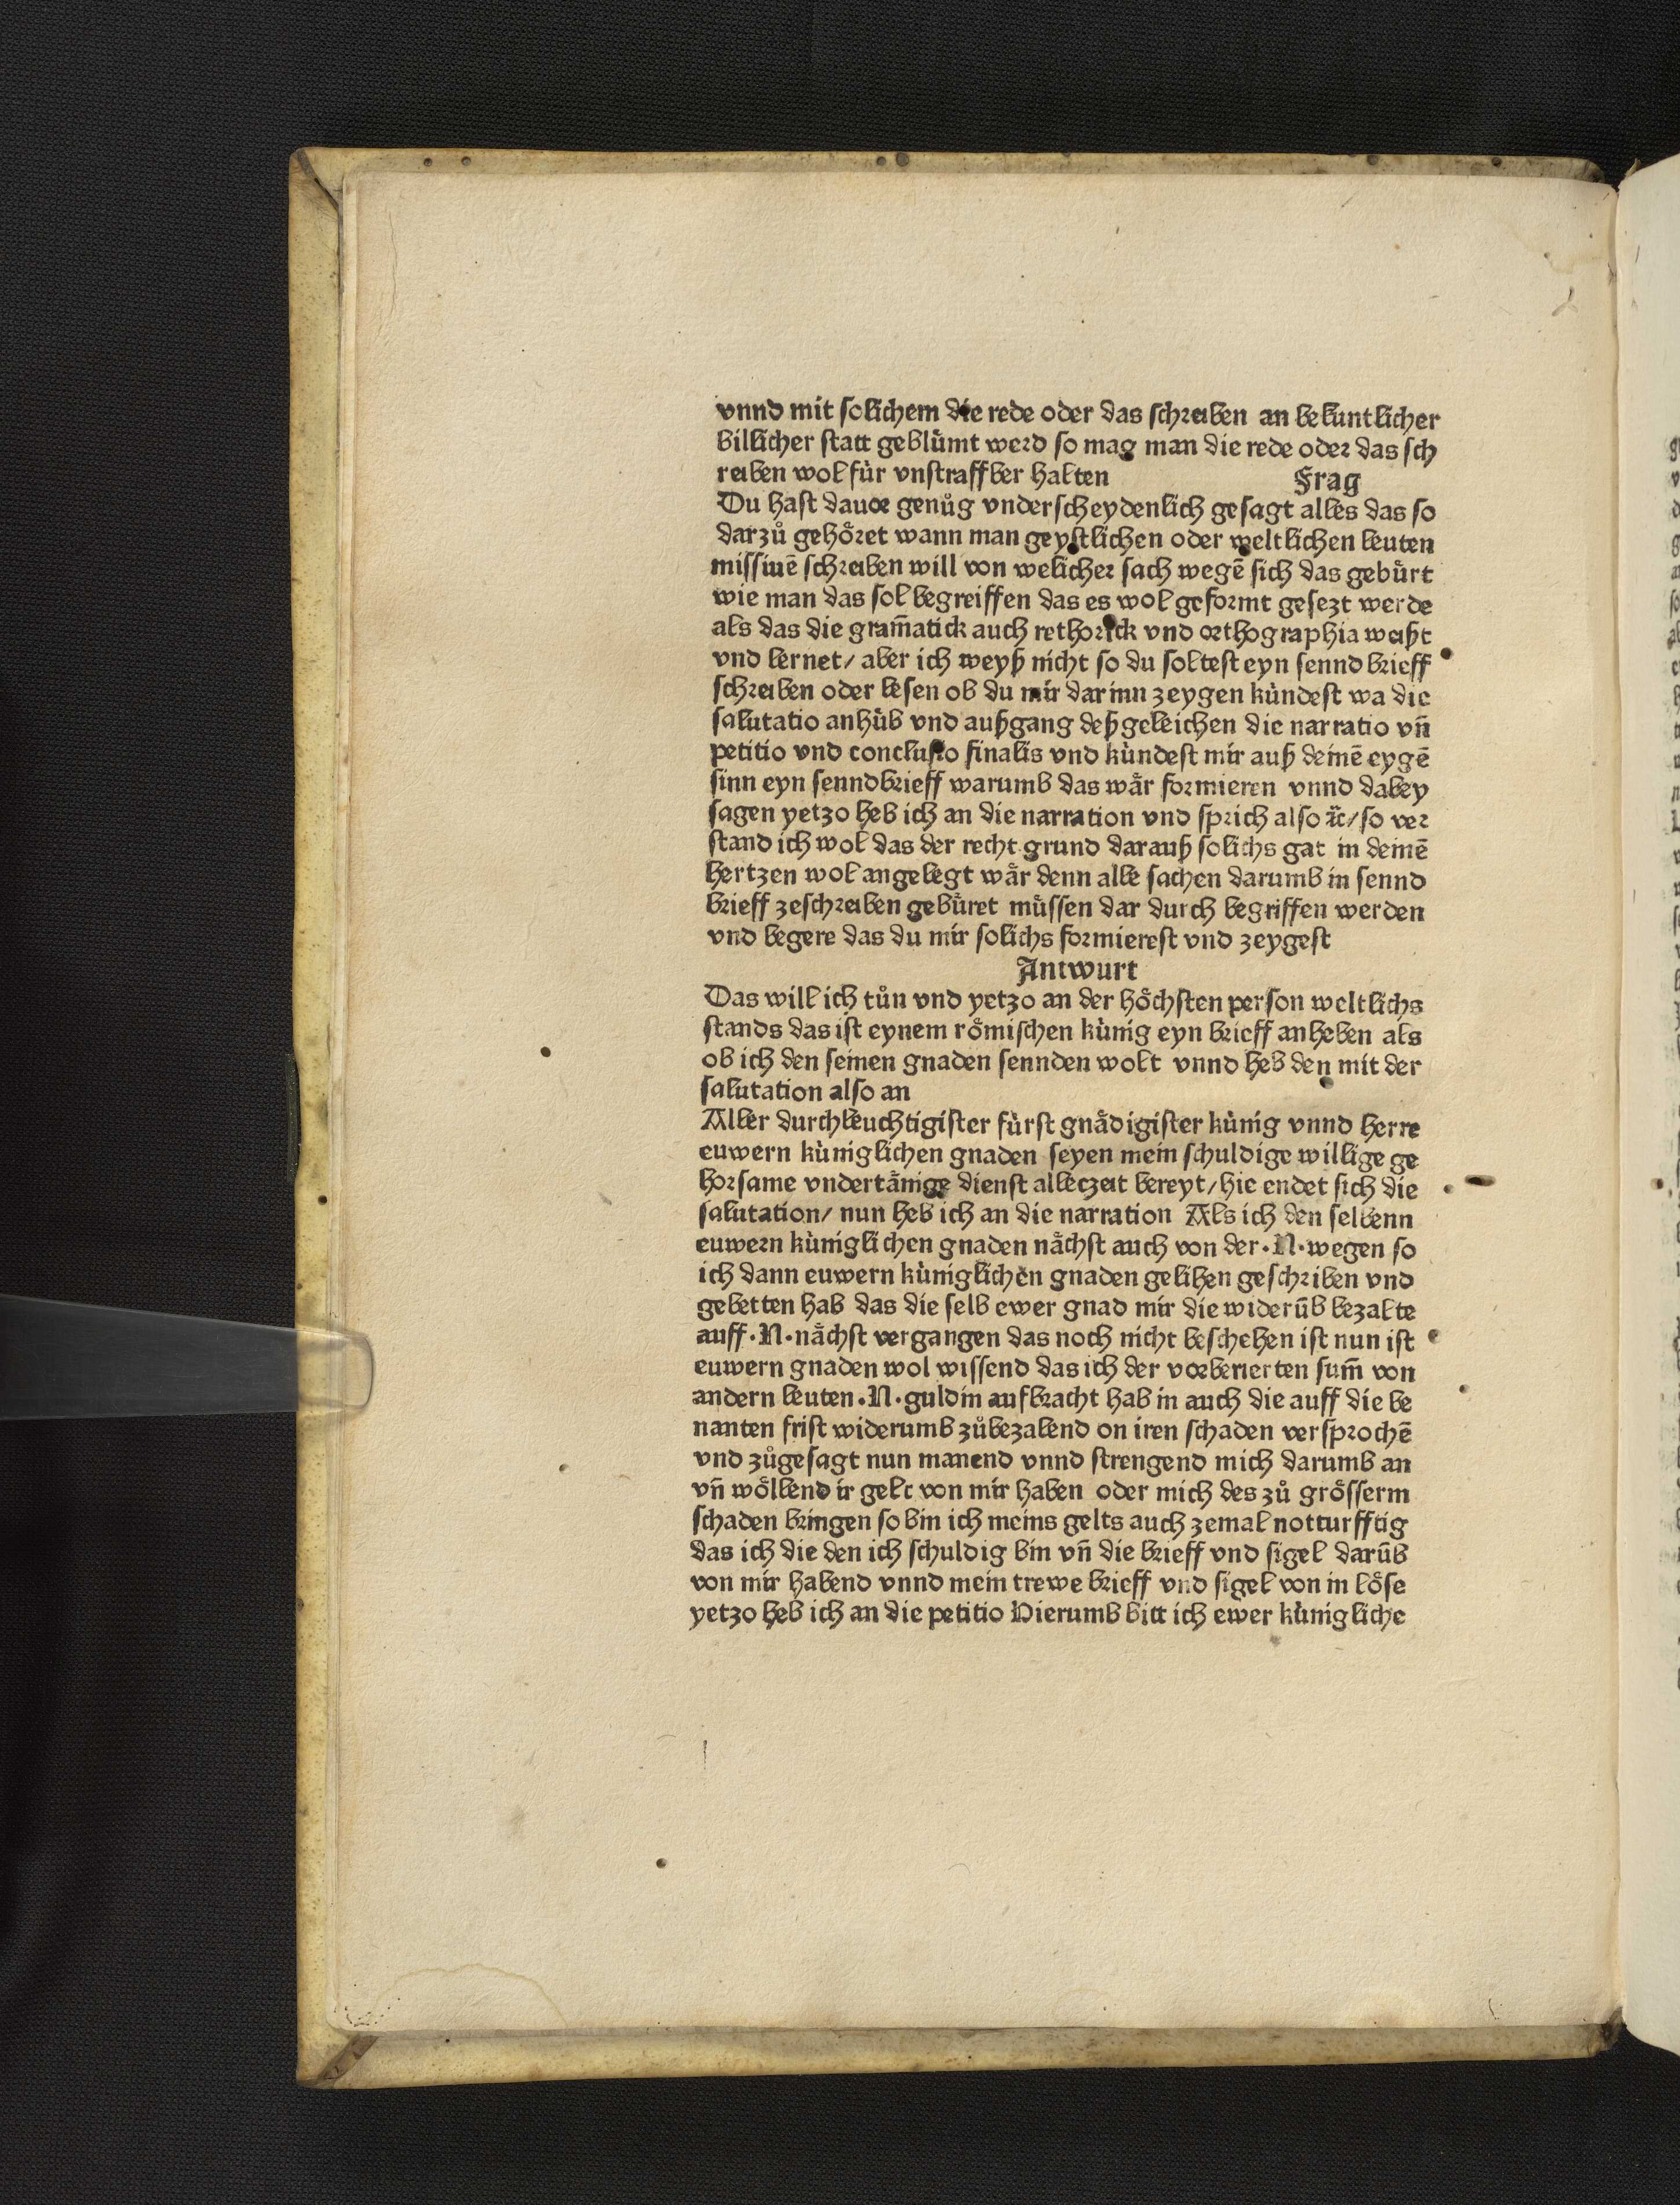 vnnd mit solichem die rede oder das schreiben an bekuntlicher
billicher statt geblümt werd so mag man die rede oder das sch
reiben wol für vnstraffber halten Frag
Du hast dauor genůg vnderscheydenlich gesagt alles das so
darzů gehöret wann man geystlichen oder weltlichen leuten
missiuē schreiben will von welicher sach wegē sich das gebürt
wie man das sol begreiffen das es wol geformt gesezt werde
als das die gram̄atick auch rethorick vnd orthographia weißt
vnd lernet/ aber ich weyß nicht so du soltest eyn sennd brieff
schreiben oder lesen ob du mir darinn zeygen kündest wa die
salutatio anhüb vnd außgang deßgeleichen die narratio vn̄
petitio vnd conclusio finalis vnd kündest mir auß deinē eygē
sinn eyn senndbrieff warumb das wär formieren vnnd dabey
sagen yetzo heb ich an die narration vnd sprich also ꝛc̄/ so ver
stand ich wol das der recht grund darauß solichs gat in deinē
hertzen wol angelegt wär denn alle sachen darumb in sennd
brieff zeschreiben gebüret müssen dar durch begriffen werden
vnd begere das du mir solichs formierest vnd zeygest
Antwurt
Das will ich tůn vnd yetzo an der höchsten person weltlichs
stands das ist eynem römischen künig eyn brieff anheben als
ob ich den seinen gnaden sennden wolt vnnd heb den mit der
salutation also an
Aller durchleuchtigister fürst gnädigister künig vnnd herre
euwern küniglichen gnaden seyen mein schuldige willige ge
horsame vndertänige dienst alleczeit bereyt/ hie endet sich die
salutation/ nun heb ich an die narration Als ich den selbenn
euwern küniglichen gnaden nächst auch von der·N·wegen so
ich dann euwern küniglichen gnaden gelihen geschriben vnd
gebetten hab das die selb ewer gnad mir die widerūb bezalte
auff·N·nächst vergangen das noch nicht beschehen ist nun ist
euwern gnaden wol wissend das ich der vorberierten sum̄ von
andern leuten·N·guldin aufbracht hab in auch die auff die be
nanten frist widerumb zůbezalend on iren schaden versprochē
vnd zůgesagt nun manend vnnd strengend mich darumb an
vn̄ wöllend ir gelt von mir haben oder mich des zů grösserm
schaden bringen so bin ich meins gelts auch zemal notturfftig
das ich die den ich schuldig bin vn̄ die brieff vnd sigel darūb
von mir habend vnnd mein trewe brieff vnd sigel von in löse
yetzo heb ich an die petitio Hierumb bitt ich ewer künigliche